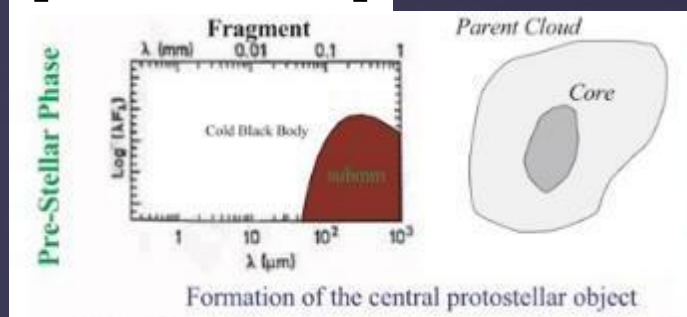 Fragment
λ (mm) 0.01 0.1 1
Pre-Stellar Phase
Log (λFλ)
Cold Black Body
submm
1 10 10² 10³
λ (µm)
Parent Cloud
Core
Formation of the central protostellar object